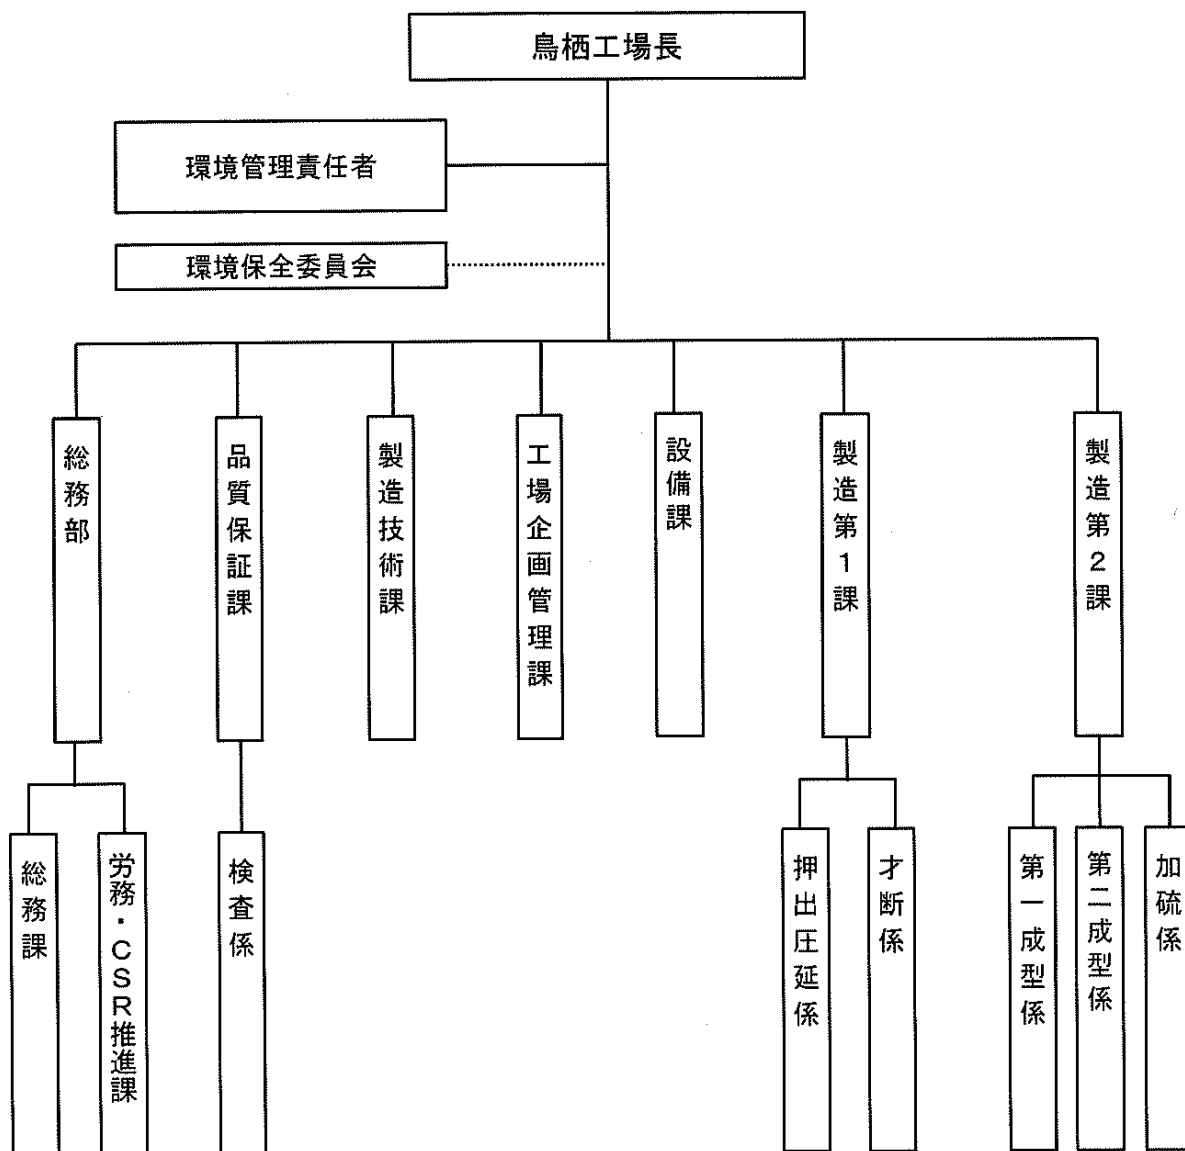 鳥栖工場長
環境管理責任者
環境保全委員会
総務部
品質保証課
製造技術課
工場企画管理課
設備課
製造第1課
製造第2課
総務課
労務・CSR推進課
検査係
押出圧延係
才断係
第一成型係
第二成型係
加硫係